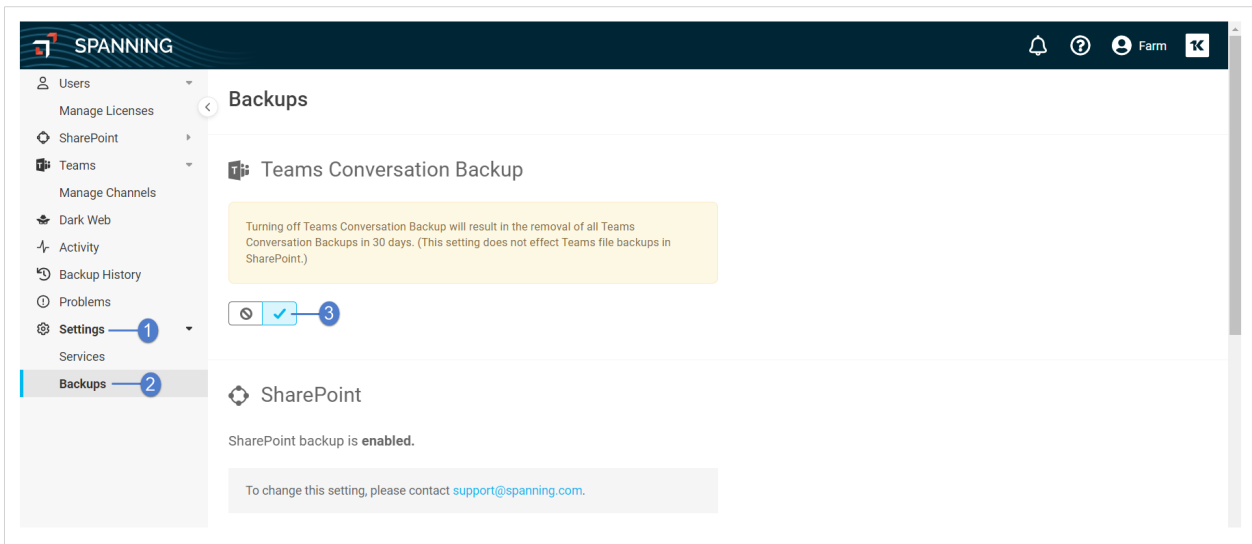 SPANNING
Farm
Users
Manage Licenses
SharePoint
Teams
Manage Channels
Dark Web
Activity
Backup History
Problems
Settings 1
Services
Backups 2
Backups
Teams Conversation Backup
Turning off Teams Conversation Backup will result in the removal of all Teams
Conversation Backups in 30 days. (This setting does not effect Teams file backups in
SharePoint.)
3
SharePoint
SharePoint backup is enabled.
To change this setting, please contact support@spanning.com.